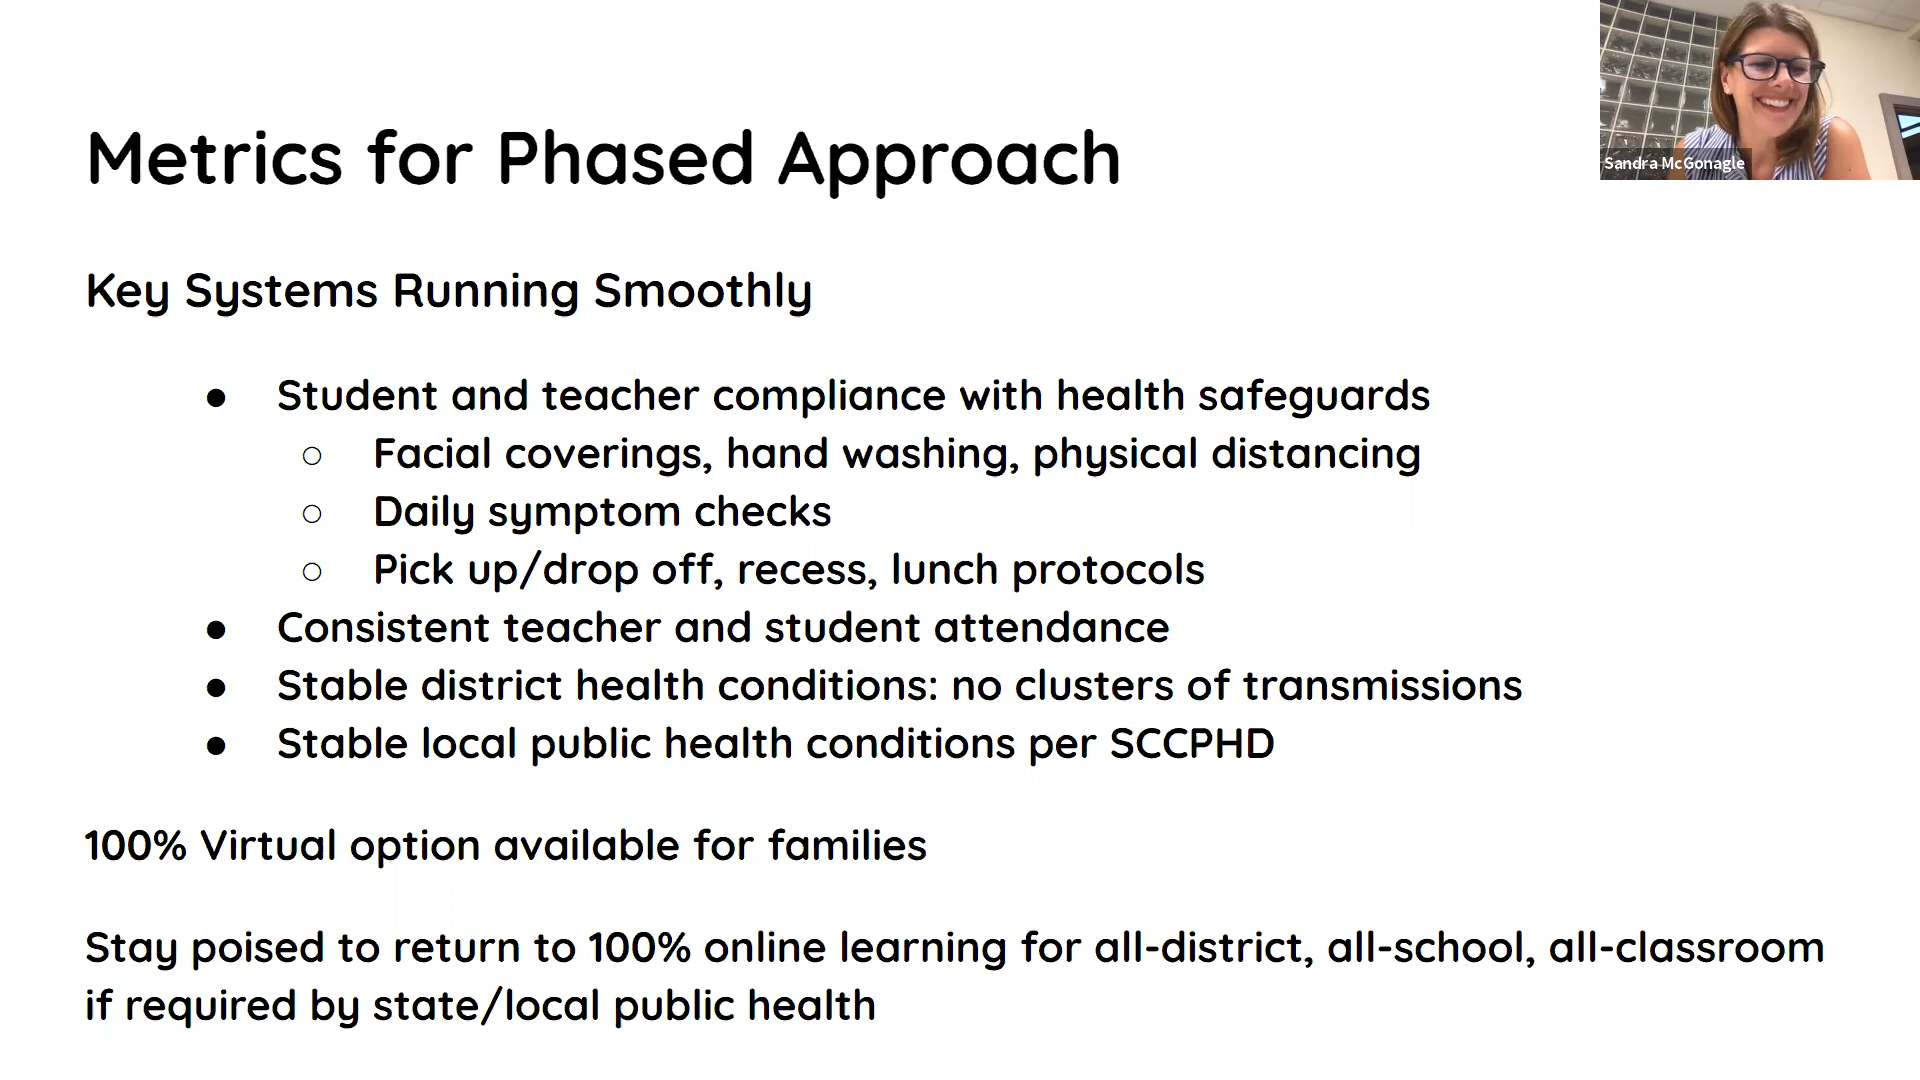 Sandra McGonagle
Metrics for Phased Approach
Key Systems Running Smoothly
● Student and teacher compliance with health safeguards
○ Facial coverings, hand washing, physical distancing
○ Daily symptom checks
○ Pick up/drop off, recess, lunch protocols
● Consistent teacher and student attendance
● Stable district health conditions: no clusters of transmissions
● Stable local public health conditions per SCCPHD
100% Virtual option available for families
Stay poised to return to 100% online learning for all-district, all-school, all-classroom
if required by state/local public health